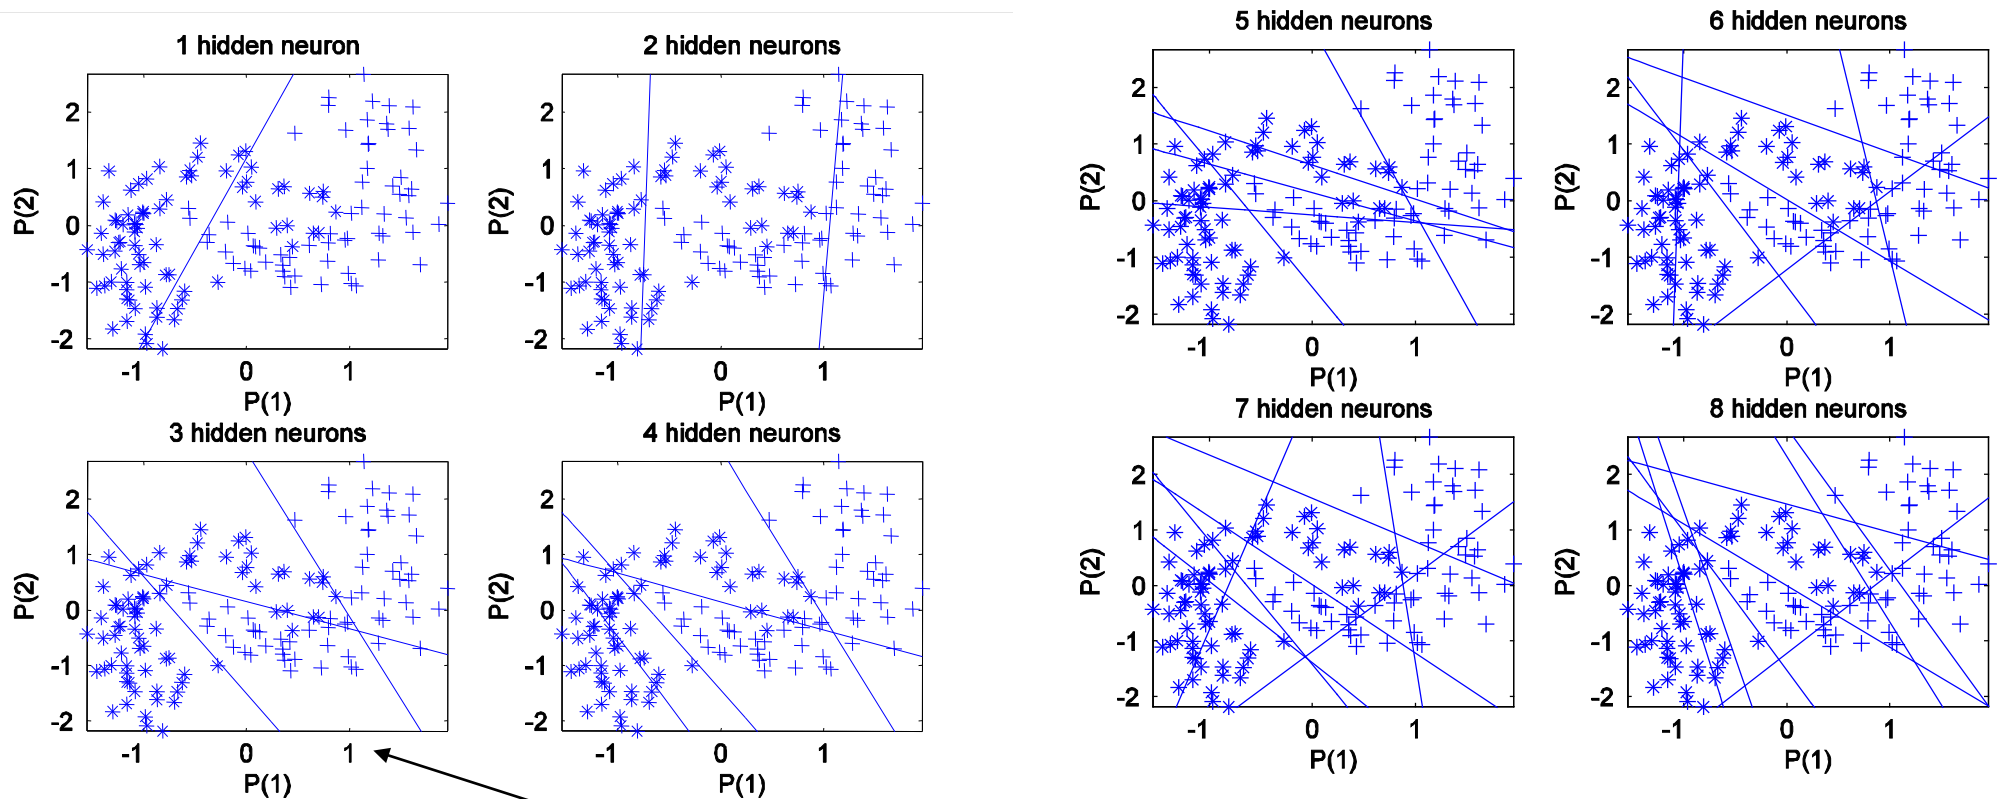 1 hidden neuron
P(2)
2
1
0
-1
-2
-1 0 1
P(1)
2 hidden neurons
P(2)
2
1
0
-1
-2
-1 0 1
P(1)
3 hidden neurons
P(2)
2
1
0
-1
-2
-1 0 1
P(1)
4 hidden neurons
P(2)
2
1
0
-1
-2
-1 0 1
P(1)
5 hidden neurons
P(2)
2
1
0
-1
-2
-1 0 1
P(1)
6 hidden neurons
P(2)
2
1
0
-1
-2
-1 0 1
P(1)
7 hidden neurons
P(2)
2
1
0
-1
-2
-1 0 1
P(1)
8 hidden neurons
P(2)
2
1
0
-1
-2
-1 0 1
P(1)